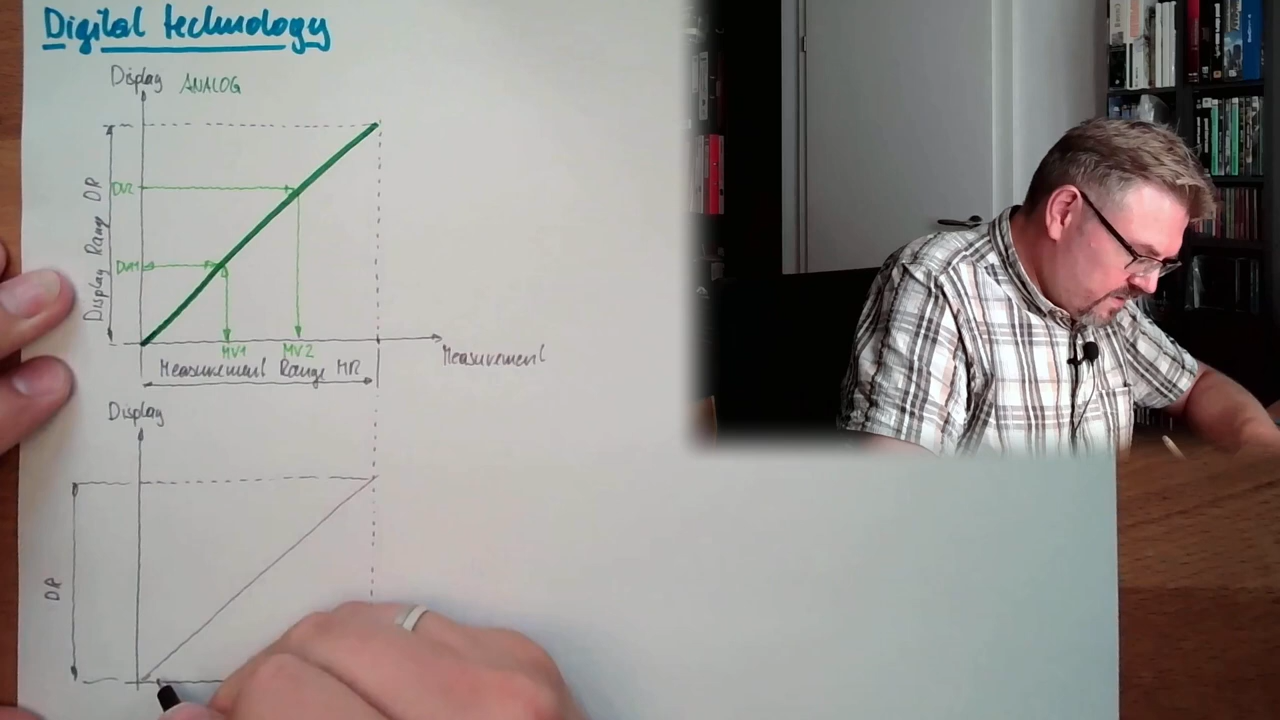 Digital technology
Display ANALOG
DV2
Display Range DR
DV1
MV1 MV2
Measurement Range MR
Measurement
Display
DR